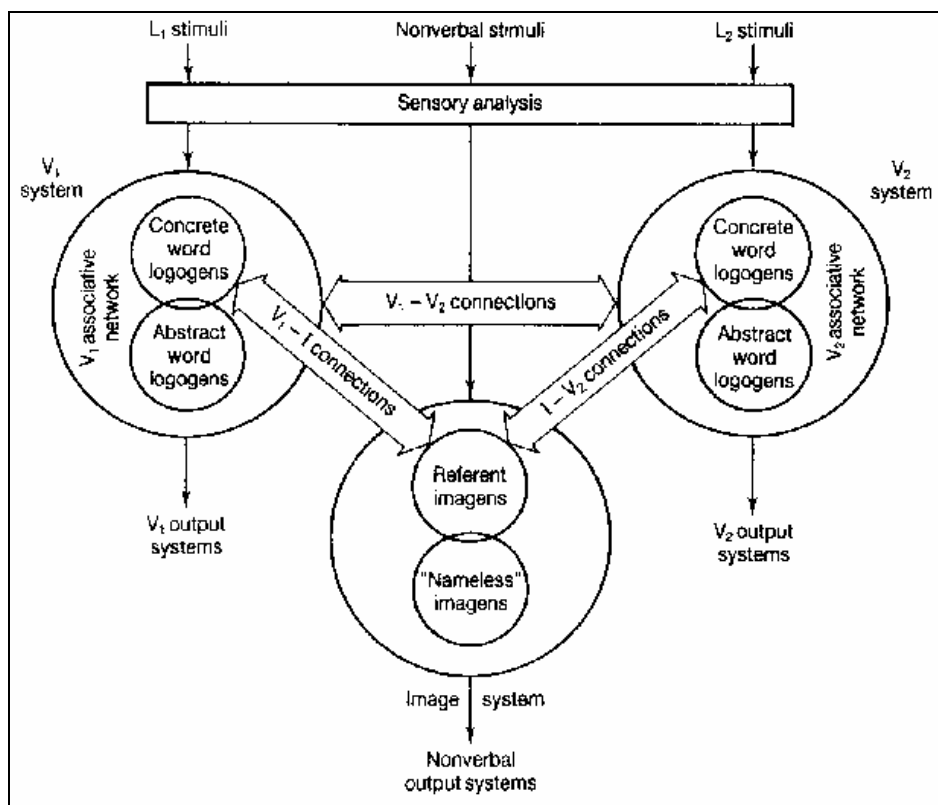 L₁ stimuli
Nonverbal stimuli
L₂ stimuli
Sensory analysis
V₁
system
V₂
system
Concrete
word
logogens
Abstract
word
logogens
V₁ associative
network
Concrete
word
logogens
Abstract
word
logogens
V₂ associative
network
V₁ – V₂ connections
V₁ – I connections
I – V₂ connections
Referent
imagens
"Nameless"
imagens
V₁ output
systems
V₂ output
systems
Image system
Nonverbal
output systems